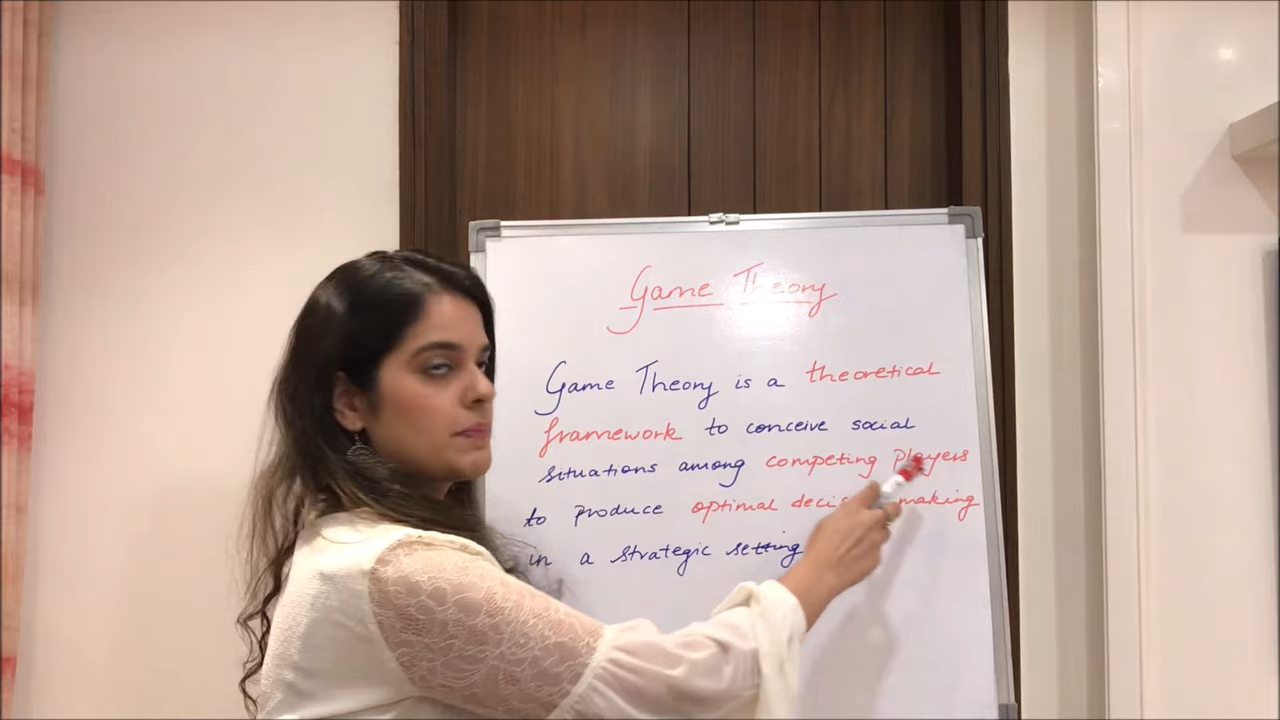 Game Theory
Game Theory is a theoretical
framework to conceive social
situations among competing players
to produce optimal making
in a strategic setting